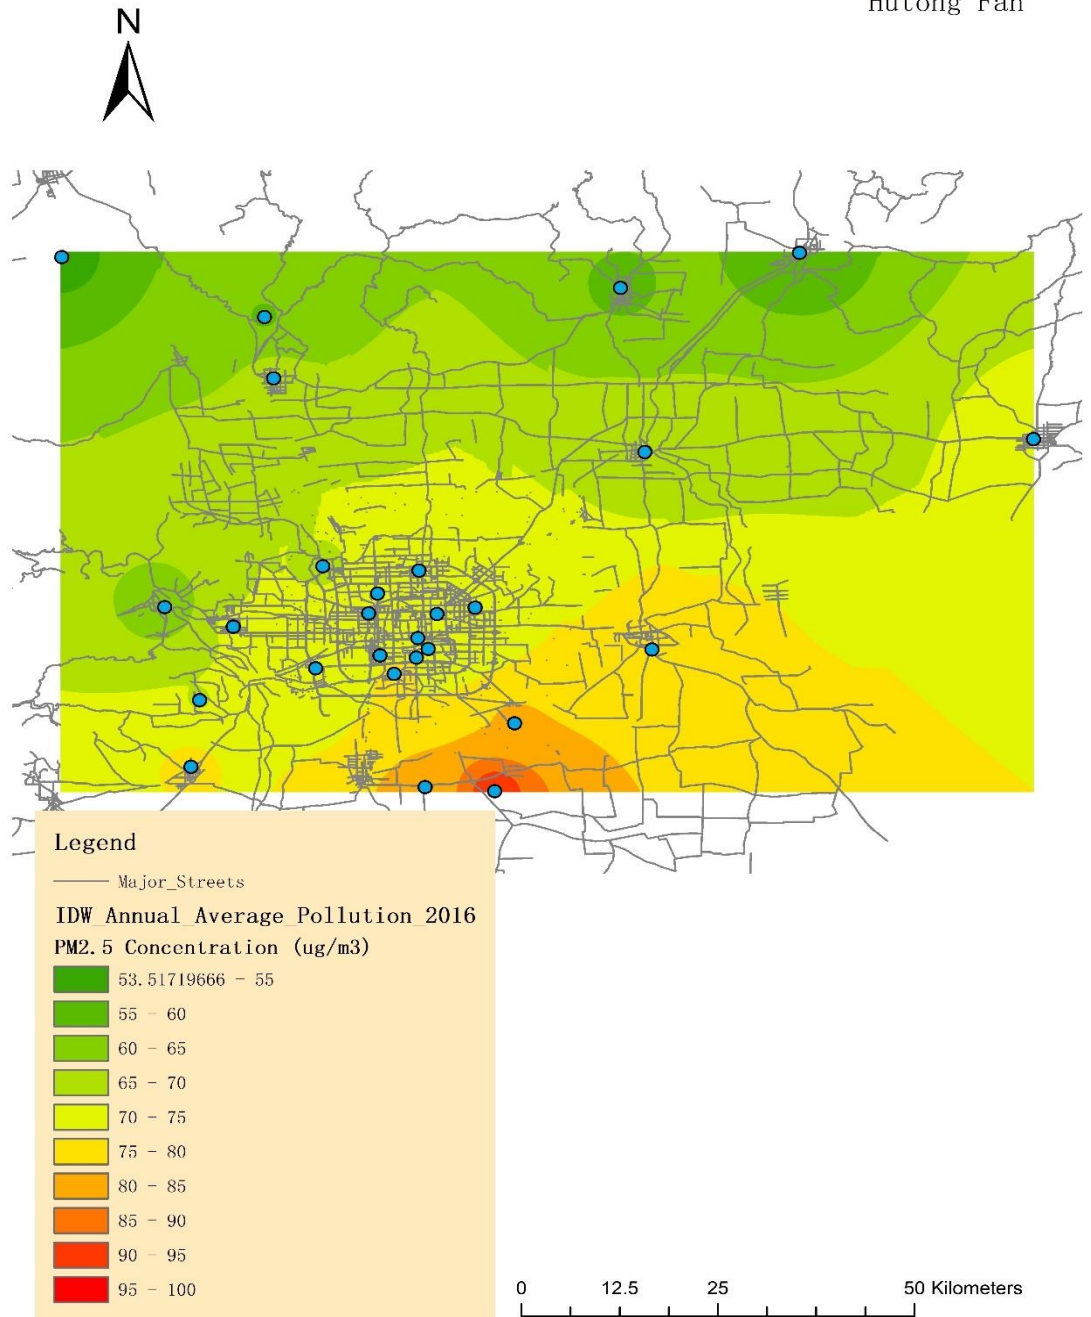 Hutong Fan
N
Legend
Major_Streets
IDW_Annual_Average_Pollution_2016
PM2.5 Concentration (ug/m3)
53.51719666 - 55
55 - 60
60 - 65
65 - 70
70 - 75
75 - 80
80 - 85
85 - 90
90 - 95
95 - 100
0 12.5 25 50 Kilometers